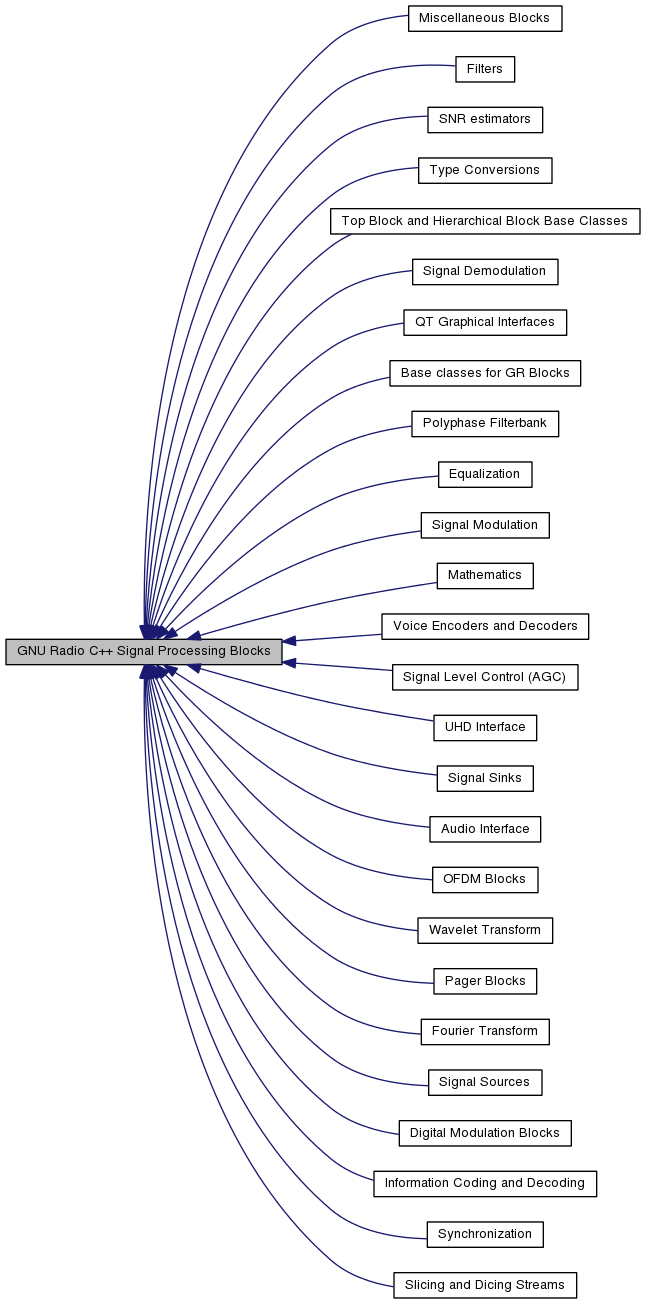 Miscellaneous Blocks
Filters
SNR estimators
Type Conversions
Top Block and Hierarchical Block Base Classes
Signal Demodulation
QT Graphical Interfaces
Base classes for GR Blocks
Polyphase Filterbank
Equalization
Signal Modulation
Mathematics
Voice Encoders and Decoders
GNU Radio C++ Signal Processing Blocks
Signal Level Control (AGC)
UHD Interface
Signal Sinks
Audio Interface
OFDM Blocks
Wavelet Transform
Pager Blocks
Fourier Transform
Signal Sources
Digital Modulation Blocks
Information Coding and Decoding
Synchronization
Slicing and Dicing Streams